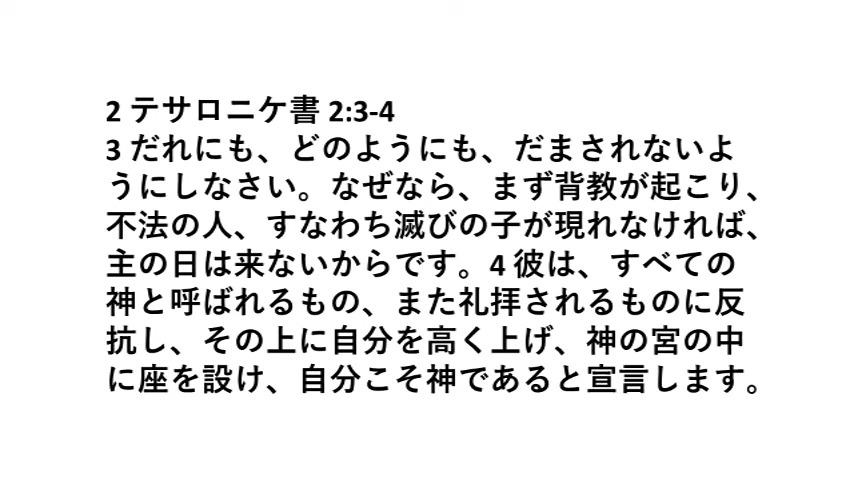 2 テサロニケ書 2:3-4
3 だれにも、どのようにも、だまされないよ
うにしなさい。なぜなら、まず背教が起こり、
不法の人、すなわち滅びの子が現れなければ、
主の日は来ないからです。4 彼は、すべての
神と呼ばれるもの、また礼拝されるものに反
抗し、その上に自分を高く上げ、神の宮の中
に座を設け、自分こそ神であると宣言します。